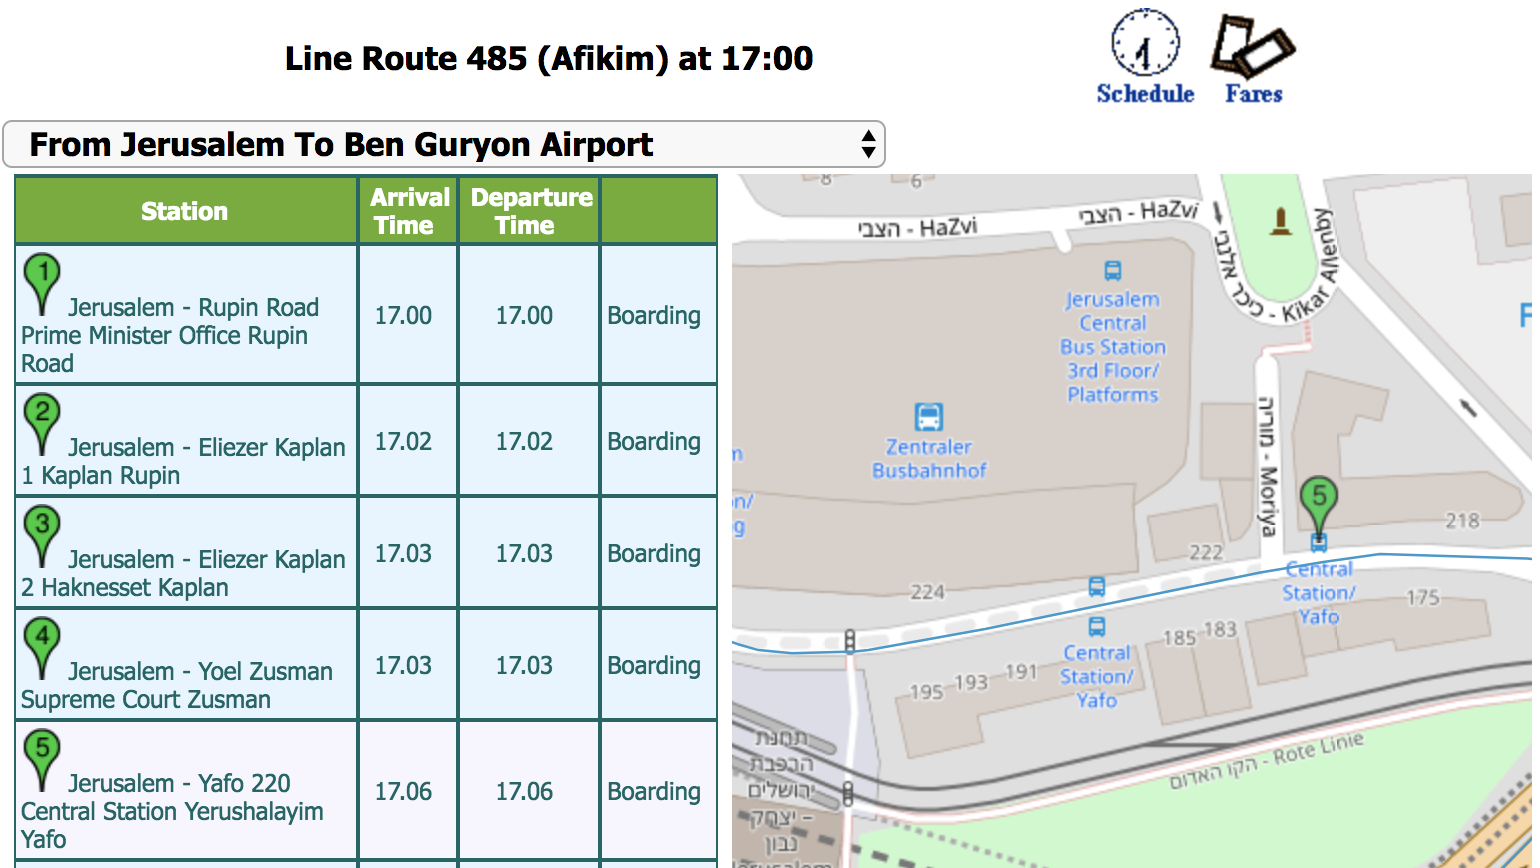 Line Route 485 (Afikim) at 17:00
Schedule
Fares
From Jerusalem To Ben Guryon Airport
Station
Arrival Time
Departure Time
1
Jerusalem - Rupin Road
Prime Minister Office Rupin
Road
17.00
17.00
Boarding
2
Jerusalem - Eliezer Kaplan
1 Kaplan Rupin
17.02
17.02
Boarding
3
Jerusalem - Eliezer Kaplan
2 Haknesset Kaplan
17.03
17.03
Boarding
4
Jerusalem - Yoel Zusman
Supreme Court Zusman
17.03
17.03
Boarding
5
Jerusalem - Yafo 220
Central Station Yerushalayim
Yafo
17.06
17.06
Boarding
8
6
הצבי - HaZvi
הצבי - HaZvi
כיכר אלנבי - Kikar Allenby
Jerusalem
Central
Bus Station
3rd Floor/
Platforms
Zentraler
Busbahnhof
מוריה - Moriya
5
218
222
224
Central
Station/
Yafo
175
185
183
Central
Station/
Yafo
191
193
195
הקו האדום - Rote Linie
תחנת
הרכבת
ירושלים
– יצחק
נבון
Jerusalem